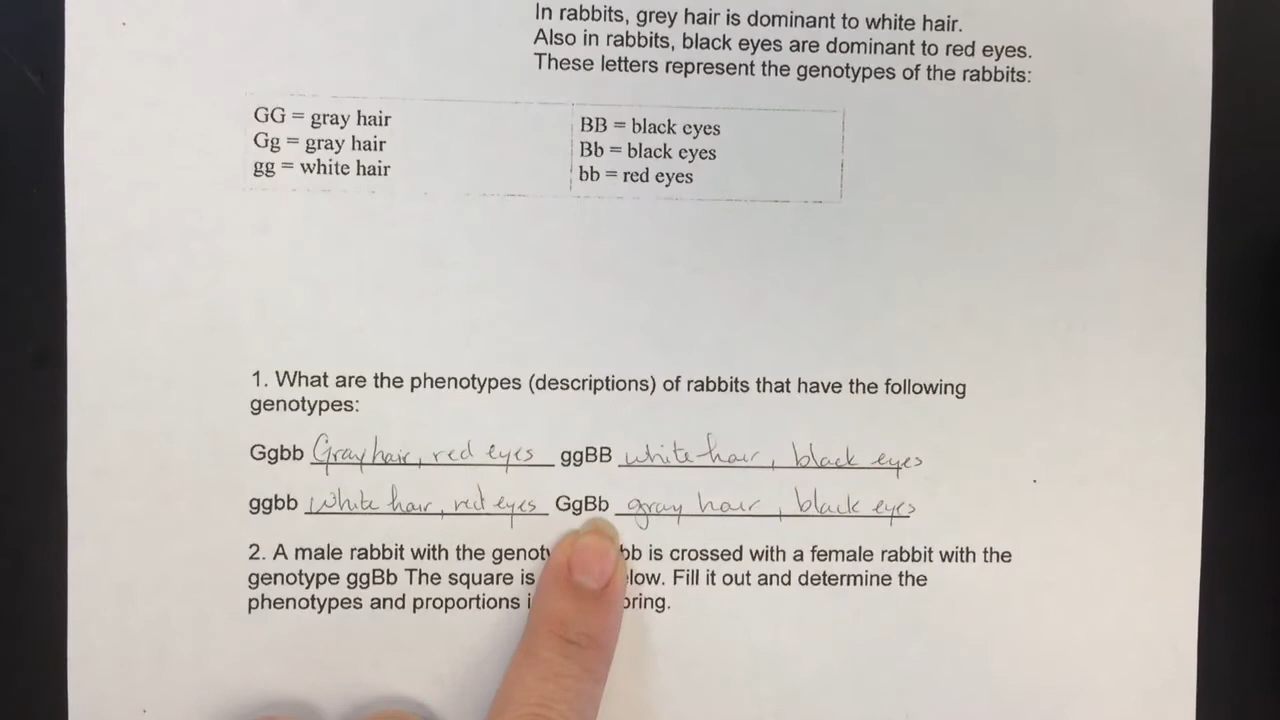 In rabbits, grey hair is dominant to white hair.
Also in rabbits, black eyes are dominant to red eyes.
These letters represent the genotypes of the rabbits:
GG = gray hair
Gg = gray hair
gg = white hair
BB = black eyes
Bb = black eyes
bb = red eyes
1. What are the phenotypes (descriptions) of rabbits that have the following
genotypes:
Ggbb Gray hair, red eyes ggBB white hair, black eyes
ggbb White hair, red eyes GgBb gray hair, black eyes
2. A male rabbit with the bb is crossed with a female rabbit with the
genotype ggBb The square is Fill it out and determine the
phenotypes and proportions